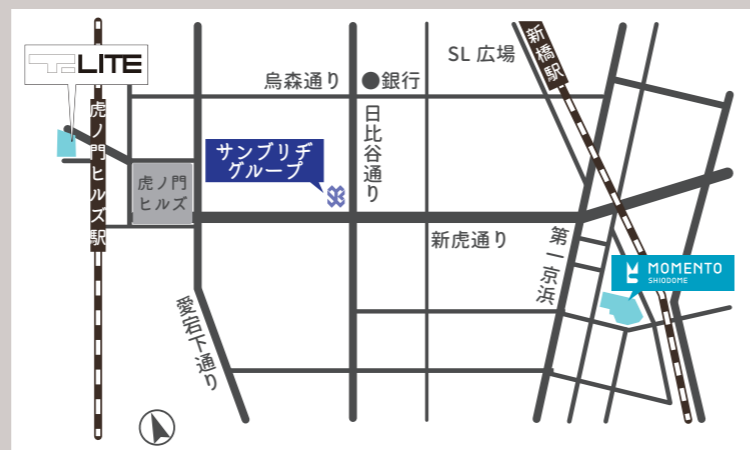 LITE
虎ノ門ヒルズ駅
虎ノ門
ヒルズ
烏森通り
●銀行
SL 広場
新橋駅
サンブリヂ
グループ
日比谷通り
新虎通り
第一京浜
愛宕下通り
MOMENTO
SHIODOME